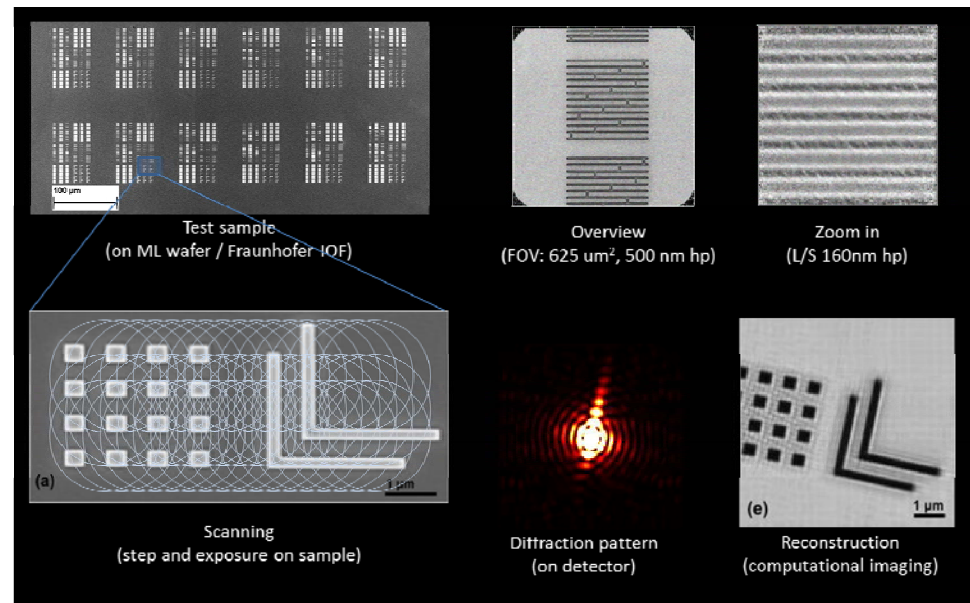 100 µm
Test sample
(on ML wafer / Fraunhofer IOF)
Overview
(FOV: 625 um², 500 nm hp)
Zoom in
(L/S 160nm hp)
(a)
1 µm
Scanning
(step and exposure on sample)
Diffraction pattern
(on detector)
(e)
1 µm
Reconstruction
(computational imaging)